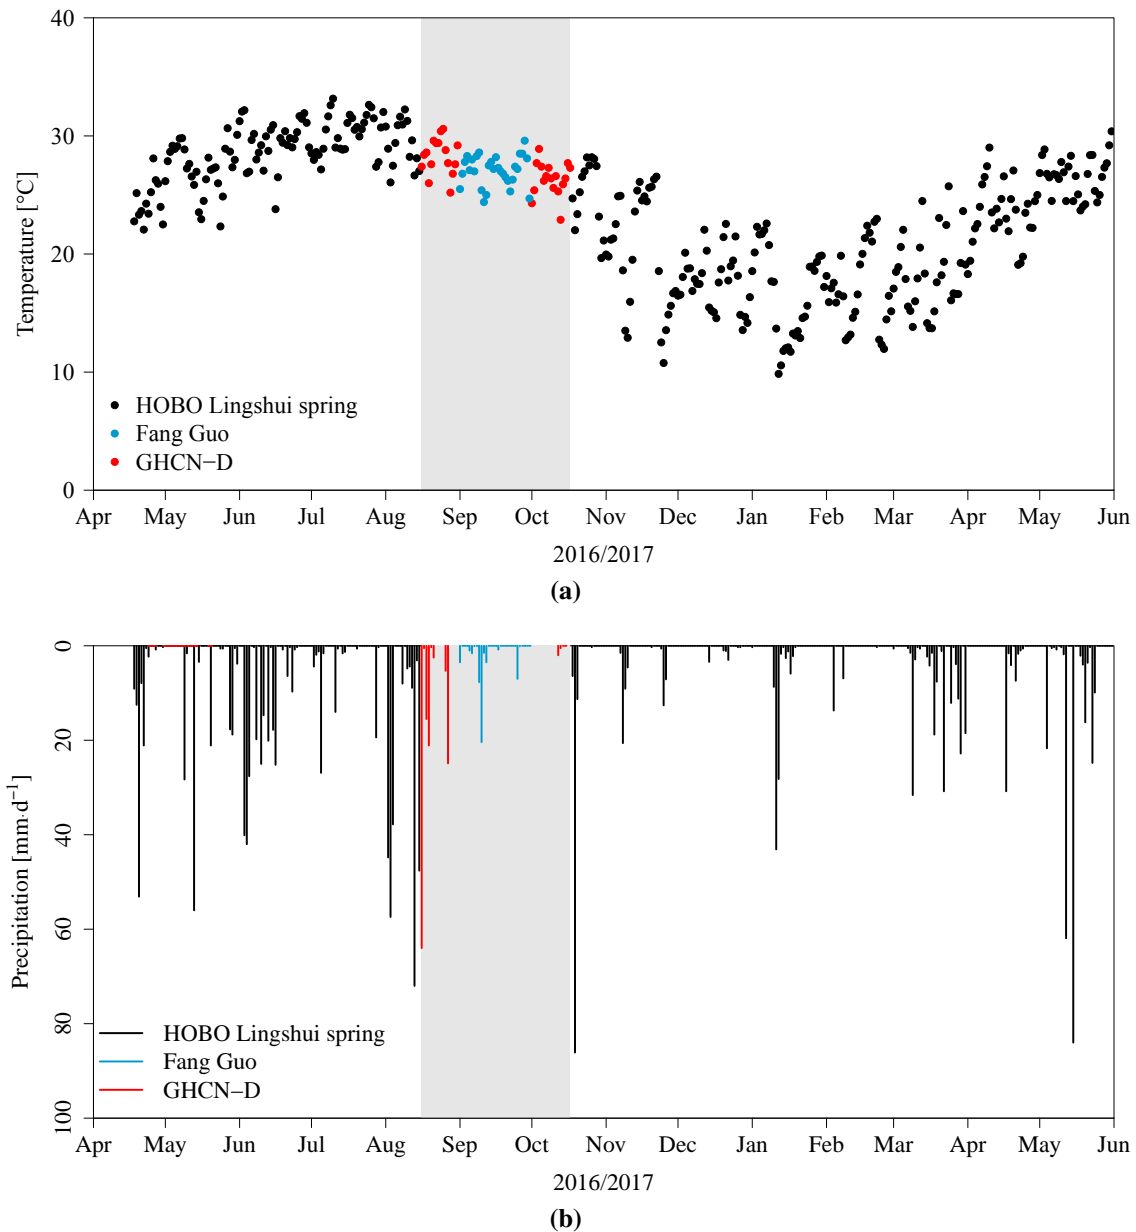 40
30
20
10
0
Temperature [°C]
HOBO Lingshui spring
Fang Guo
GHCN−D
Apr May Jun Jul Aug Sep Oct Nov Dec Jan Feb Mar Apr May Jun
2016/2017
(a)
0
20
40
60
80
100
Precipitation [mm·d⁻¹]
HOBO Lingshui spring
Fang Guo
GHCN−D
Apr May Jun Jul Aug Sep Oct Nov Dec Jan Feb Mar Apr May Jun
2016/2017
(b)